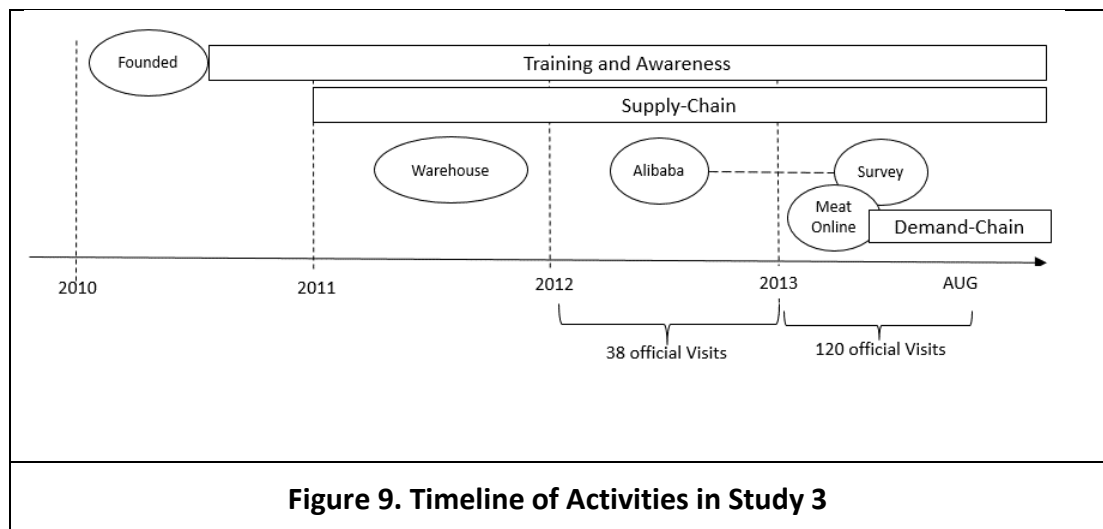 Founded
Training and Awareness
Supply-Chain
Warehouse
Alibaba
Survey
Meat
Online
Demand-Chain
2010
2011
2012
2013
AUG
38 official Visits
120 official Visits
Figure 9. Timeline of Activities in Study 3